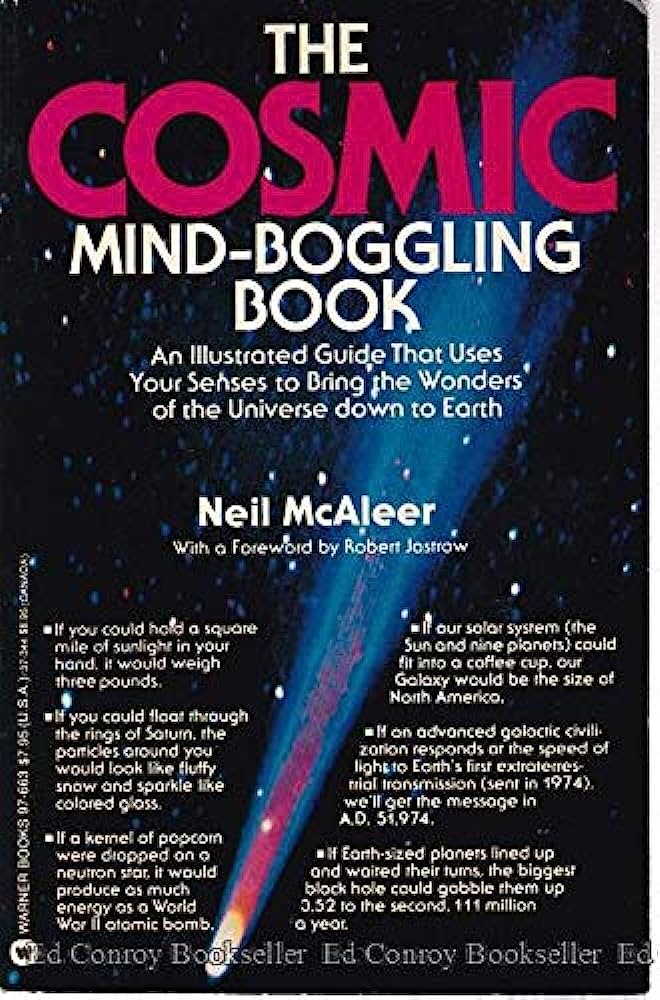 THE
COSMIC
MIND-BOGGLING
BOOK
An Illustrated Guide That Uses
Your Senses to Bring the Wonders
of the Universe down to Earth
Neil McAleer
With a Foreword by Robert Jastrow
▪If you could hold a square
mile of sunlight in your
hand, it would weigh
three pounds.
▪If you could float through
the rings of Saturn, the
particles around you
would look like fluffy
snow and sparkle like
colored glass.
▪If a kernel of popcorn
were dropped on a
neutron star, it would
produce as much
energy as a World
War II atomic bomb.
▪If our solar system (the
Sun and nine planets) could
fit into a coffee cup, our
Galaxy would be the size of
North America.
▪If an advanced galactic civili-
zation responds at the speed of
light to Earth's first extraterres-
trial transmission (sent in 1974),
we'll get the message in
A.D. 51,974.
▪If Earth-sized planets lined up
and waited their turns, the biggest
black hole could gobble them up
3.52 to the second, 111 million
a year.
WARNER BOOKS 97-663 $7.95 (U.S.A.) (CANADA)
Ed Conroy Bookseller Ed Conroy Bookseller Ed